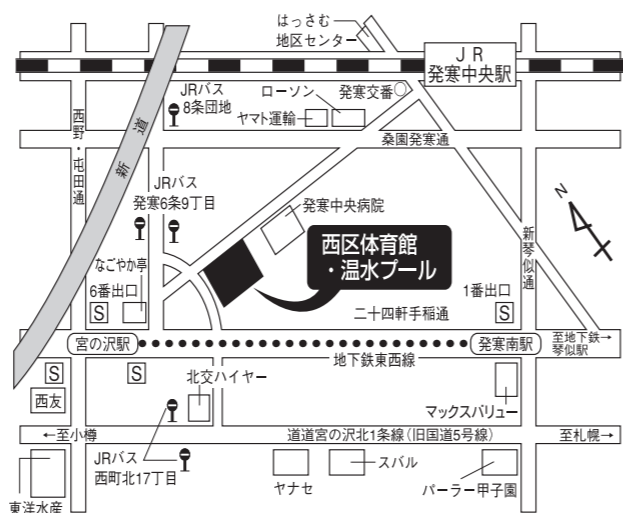 はっさむ
地区センター
JR
発寒中央駅
JRバス
8条団地
ローソン
ヤマト運輸
発寒交番
桑園発寒通
西野・屯田通
新道
JRバス
発寒6条9丁目
発寒中央病院
西区体育館
・温水プール
新琴似通
N
なごやか亭
6番出口
S
二十四軒手稲通
1番出口
S
宮の沢駅
発寒南駅
至地下鉄→
琴似駅
地下鉄東西線
S
S
西友
北交ハイヤー
マックスバリュー
←至小樽
道道宮の沢北1条線（旧国道5号線）
至札幌→
JRバス
西町北17丁目
東洋水産
ヤナセ
スバル
パーラー甲子園